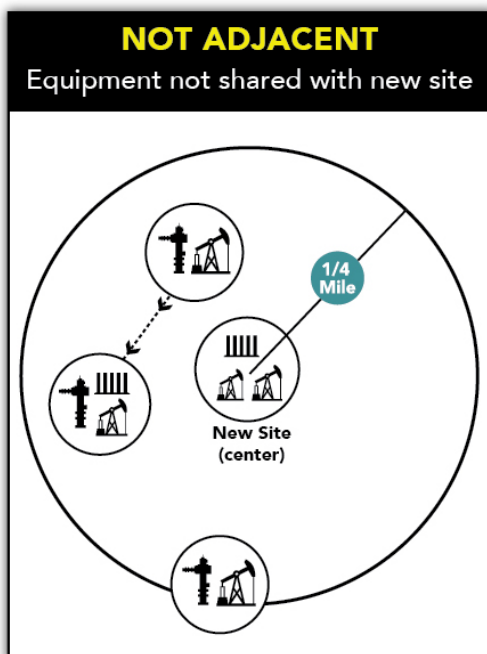 NOT ADJACENT
Equipment not shared with new site
1/4
Mile
New Site
(center)